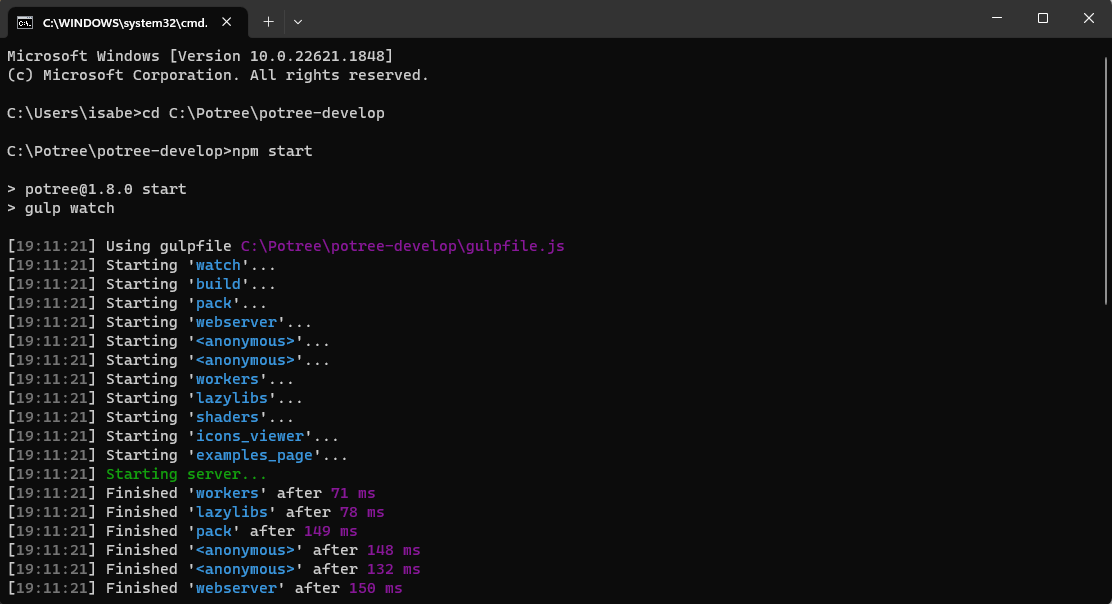 C:\WINDOWS\system32\cmd.
Microsoft Windows [Version 10.0.22621.1848]
(c) Microsoft Corporation. All rights reserved.
C:\Users\isabe>cd C:\Potree\potree-develop
C:\Potree\potree-develop>npm start
> potree@1.8.0 start
> gulp watch
[19:11:21] Using gulpfile C:\Potree\potree-develop\gulpfile.js
[19:11:21] Starting 'watch'...
[19:11:21] Starting 'build'...
[19:11:21] Starting 'pack'...
[19:11:21] Starting 'webserver'...
[19:11:21] Starting '<anonymous>'...
[19:11:21] Starting '<anonymous>'...
[19:11:21] Starting 'workers'...
[19:11:21] Starting 'lazylibs'...
[19:11:21] Starting 'shaders'...
[19:11:21] Starting 'icons_viewer'...
[19:11:21] Starting 'examples_page'...
[19:11:21] Starting server...
[19:11:21] Finished 'workers' after 71 ms
[19:11:21] Finished 'lazylibs' after 78 ms
[19:11:21] Finished 'pack' after 149 ms
[19:11:21] Finished '<anonymous>' after 148 ms
[19:11:21] Finished '<anonymous>' after 132 ms
[19:11:21] Finished 'webserver' after 150 ms